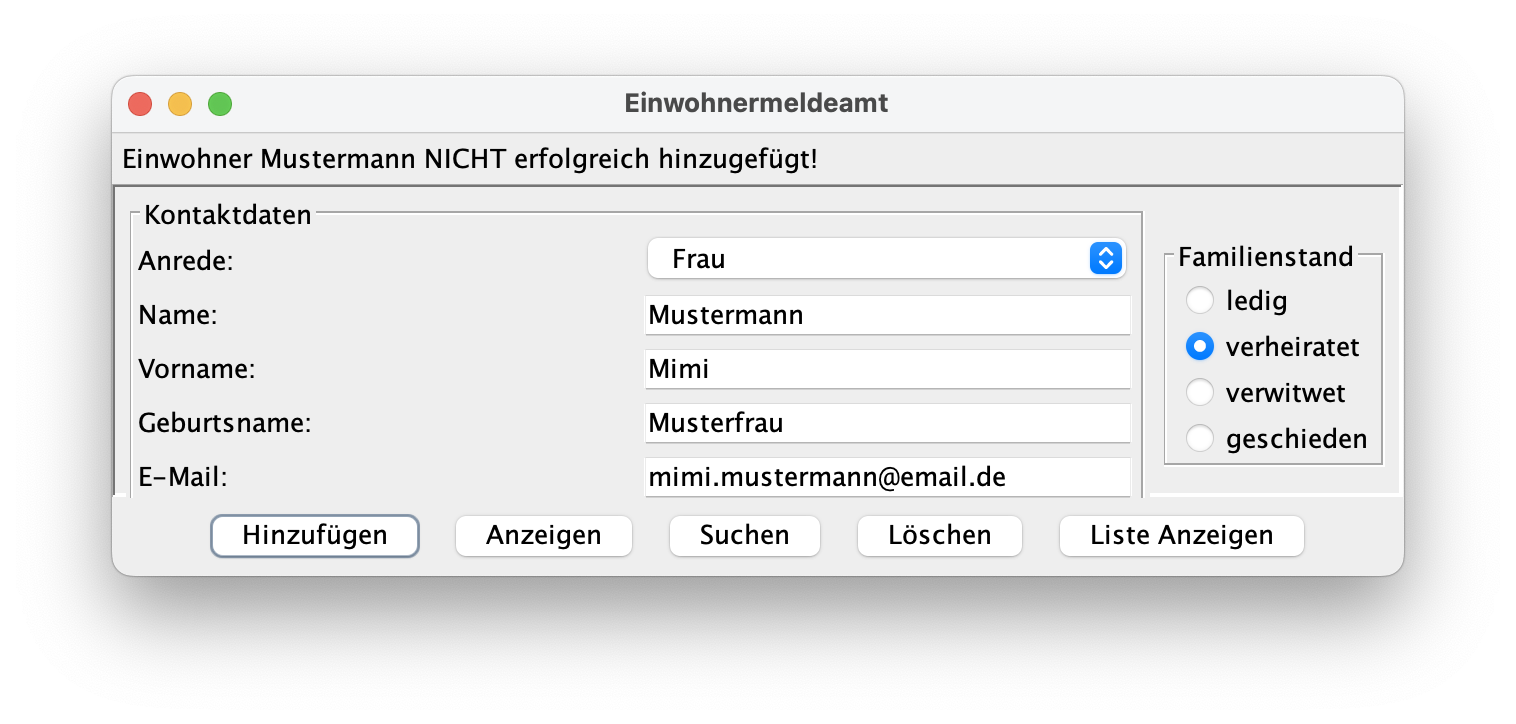 Einwohnermeldeamt
Einwohner Mustermann NICHT erfolgreich hinzugefügt!
Kontaktdaten
Anrede: Frau
Name: Mustermann
Vorname: Mimi
Geburtsname: Musterfrau
E-Mail: mimi.mustermann@email.de
Familienstand
ledig
verheiratet
verwitwet
geschieden
Hinzufügen Anzeigen Suchen Löschen Liste Anzeigen